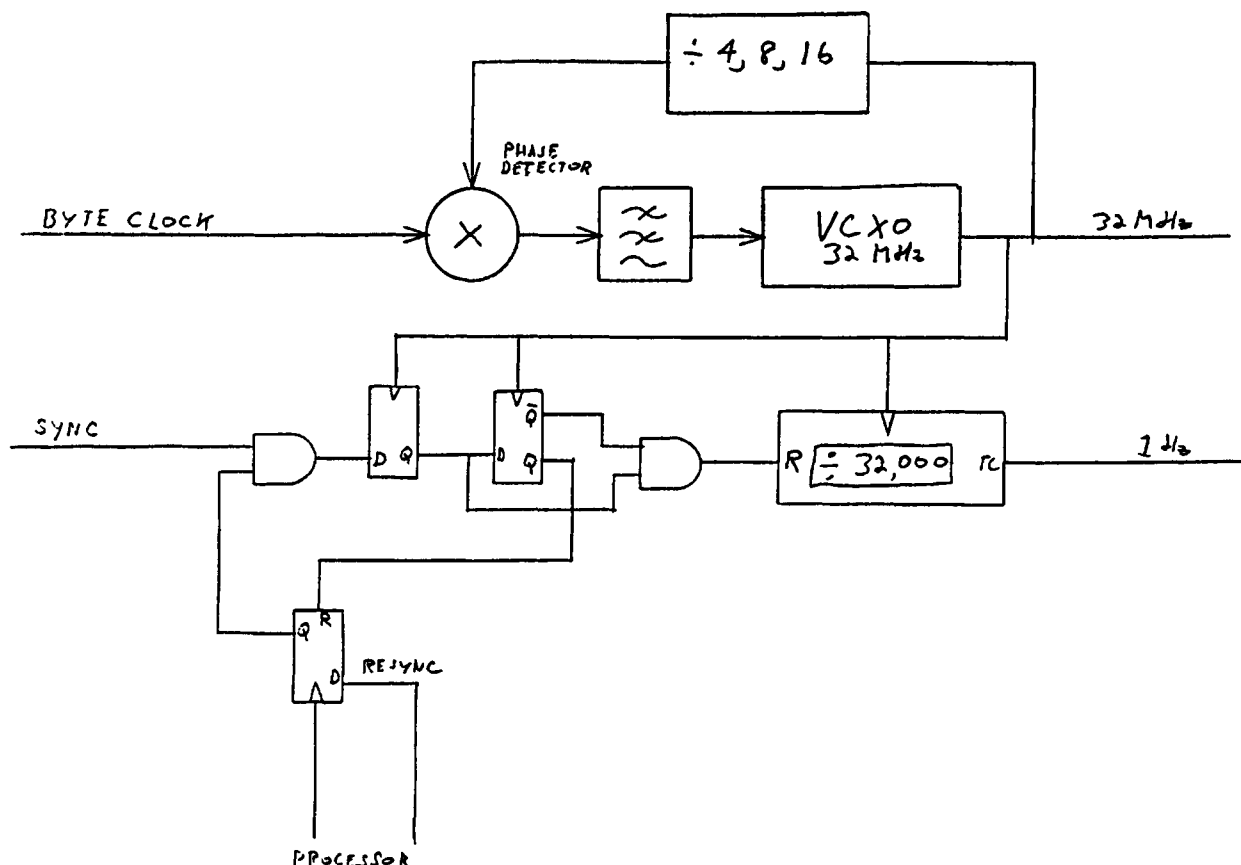 ÷ 4, 8, 16
PHASE
DETECTOR
BYTE CLOCK
X
VCXO
32 MHz
32 MHz
SYNC
D Q
Q̅
D
Q
R ÷ 32,000 TC
1 Hz
R
Q
D
RESYNC
PROCESSOR